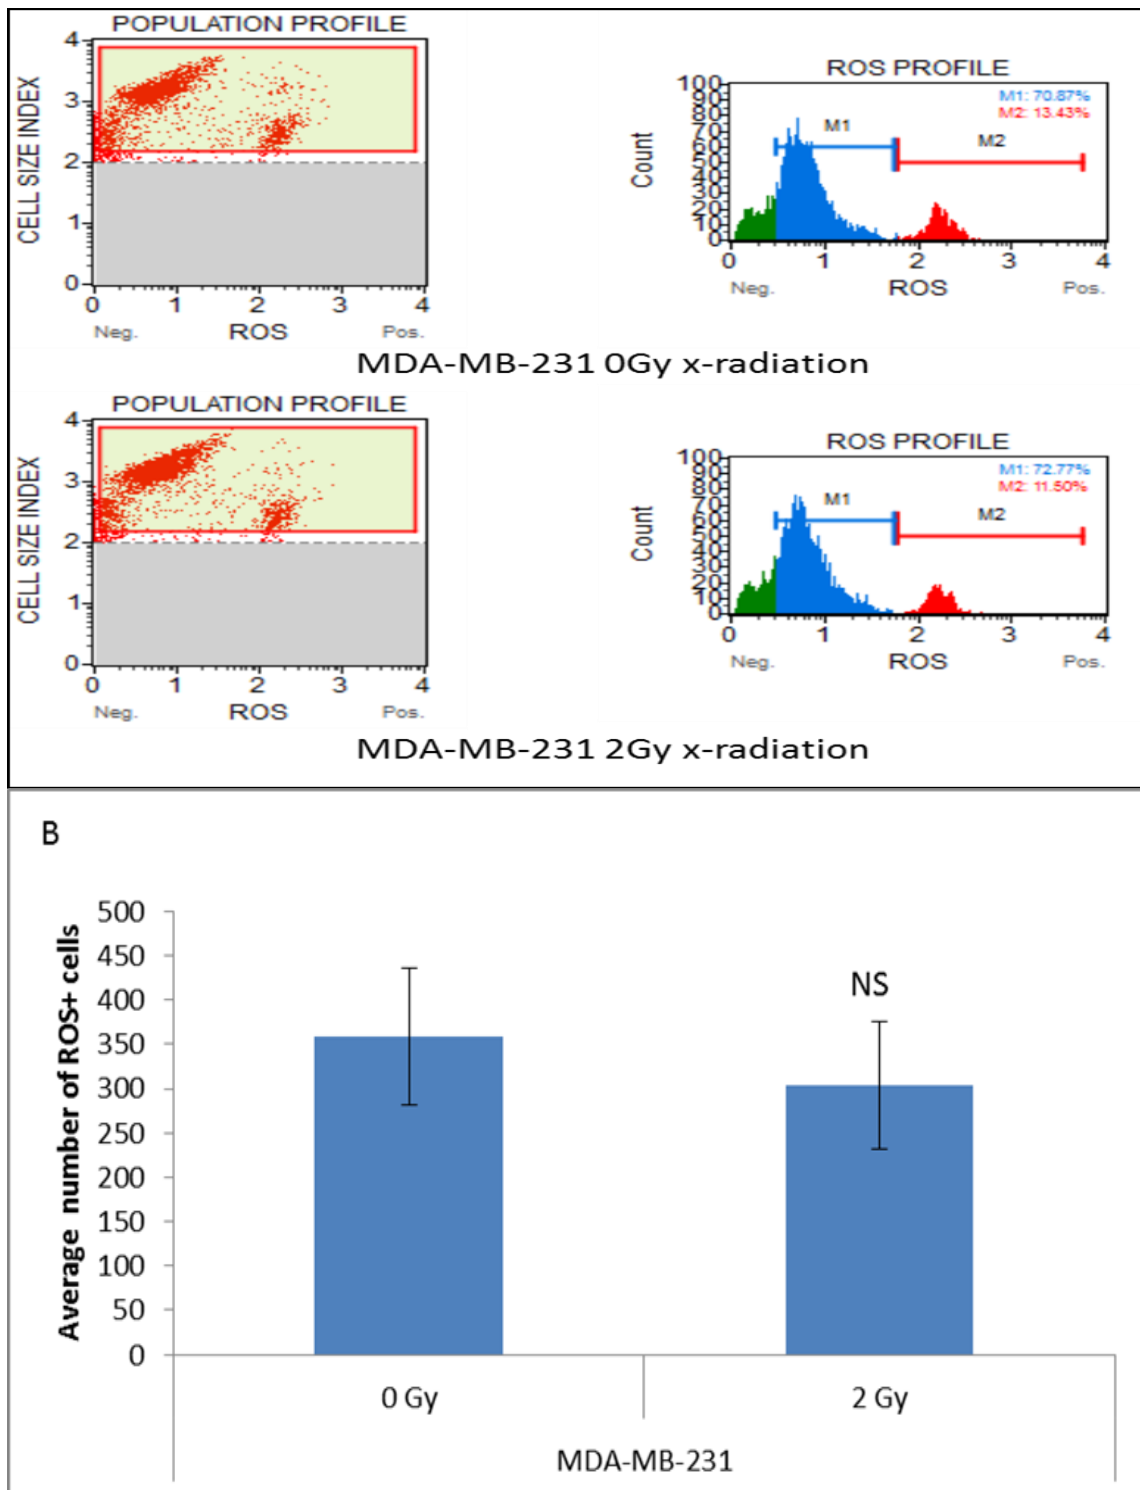 POPULATION PROFILE
4
3
2
1
0
CELL SIZE INDEX
0 1 2 3 4
Neg. ROS Pos.
ROS PROFILE
M1: 70.87%
M2: 13.43%
M1
M2
100
90
80
70
60
50
40
30
20
10
0
Count
0 1 2 3 4
Neg. ROS Pos.
MDA-MB-231 0Gy x-radiation
POPULATION PROFILE
4
3
2
1
0
CELL SIZE INDEX
0 1 2 3 4
Neg. ROS Pos.
ROS PROFILE
M1: 72.77%
M2: 11.50%
M1
M2
100
90
80
70
60
50
40
30
20
10
0
Count
0 1 2 3 4
Neg. ROS Pos.
MDA-MB-231 2Gy x-radiation
B
500
450
400
350
300
250
200
150
100
50
0
Average number of ROS+ cells
NS
0 Gy 2 Gy
MDA-MB-231